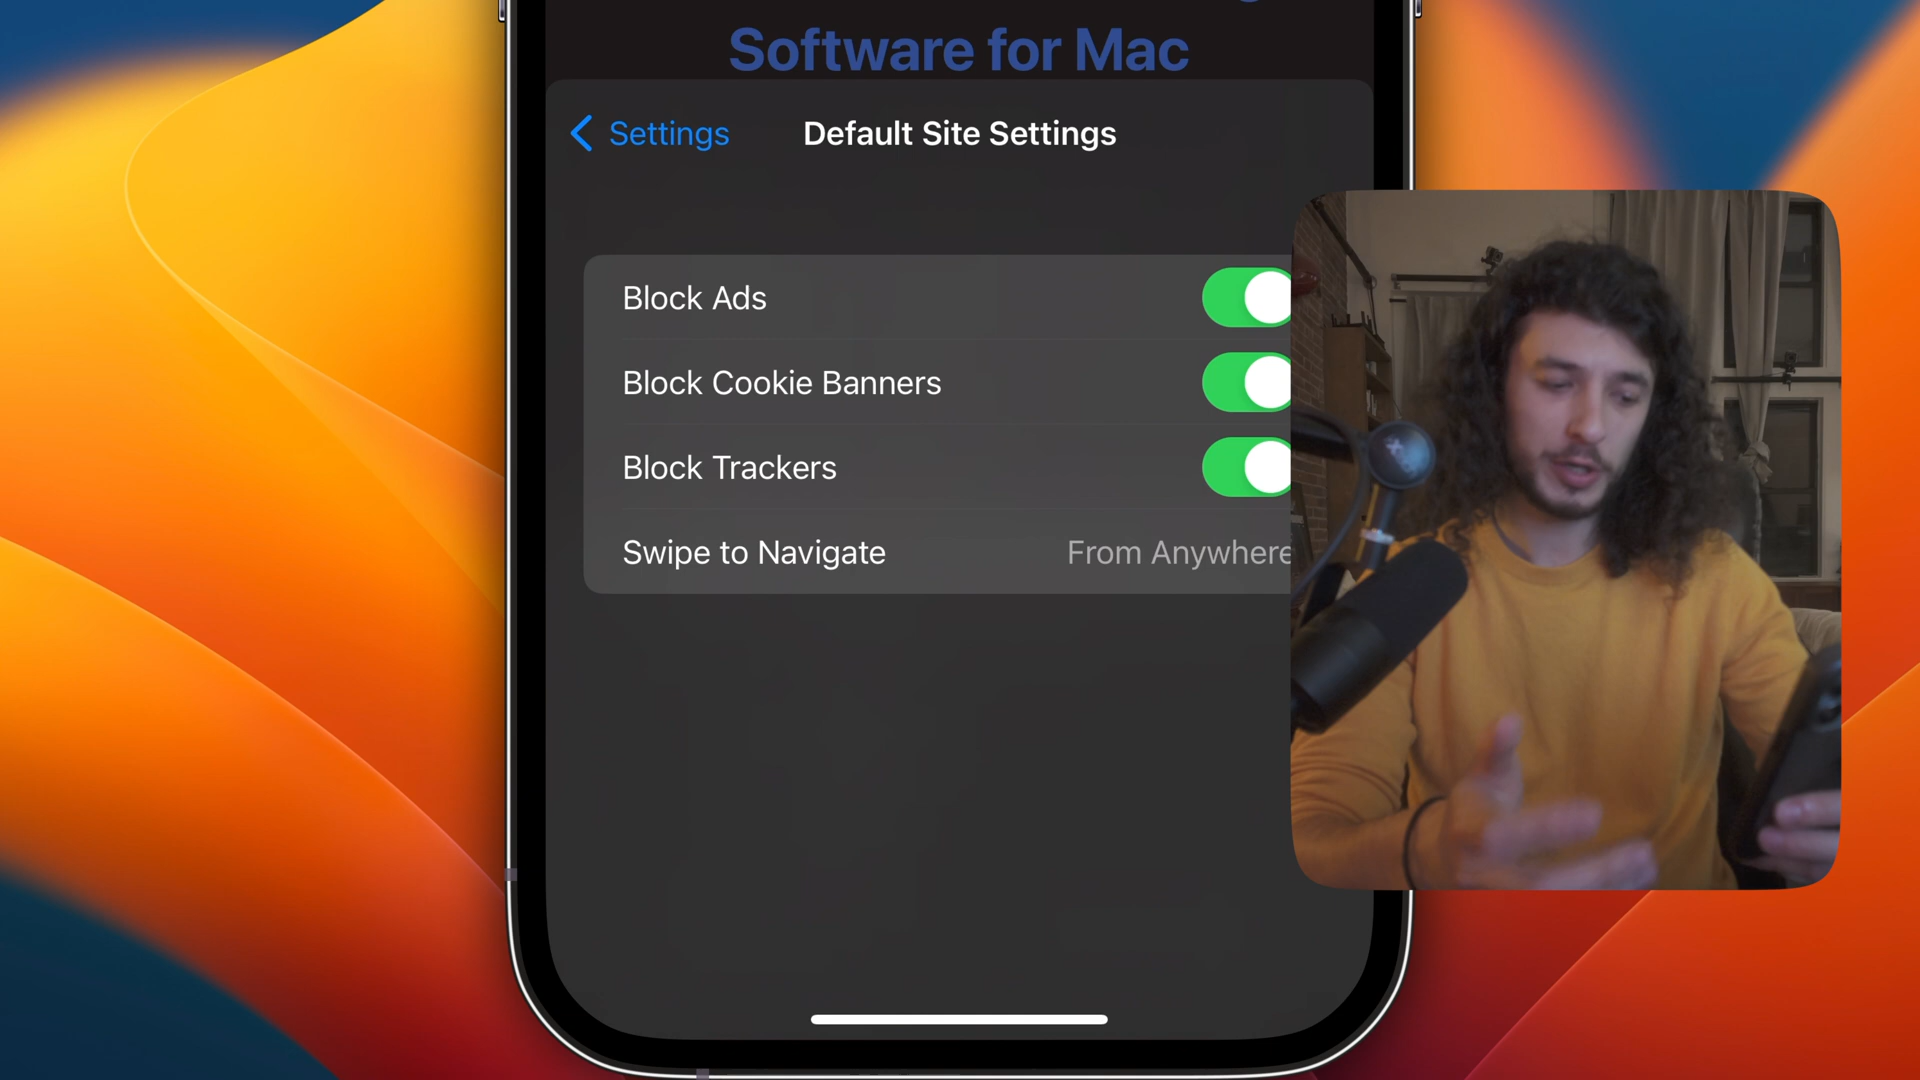 Software for Mac
Settings
Default Site Settings
Block Ads
Block Cookie Banners
Block Trackers
Swipe to Navigate
From Anywhere